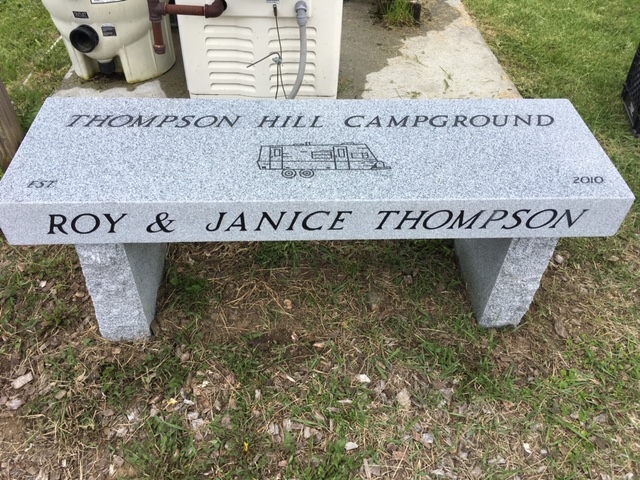 THOMPSON HILL CAMPGROUND
EST. 2010
ROY & JANICE THOMPSON